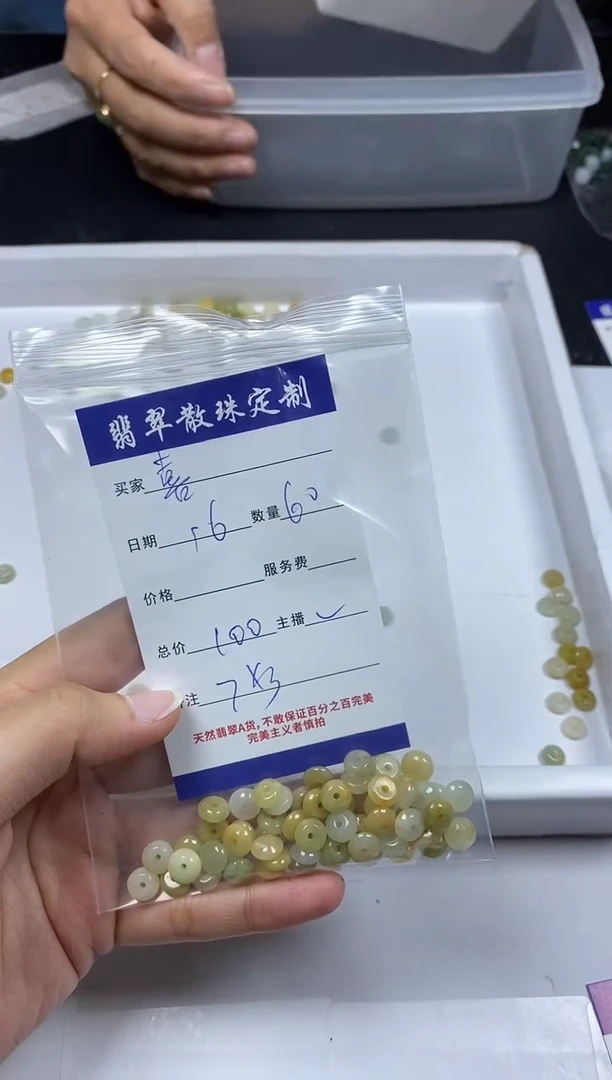 翡翠散珠定制
买家 喜
日期 16 数量 60
价格 服务费
总价 100 主播
注 7
天然翡翠A货,不敢保证百分之百完美
完美主义者慎拍